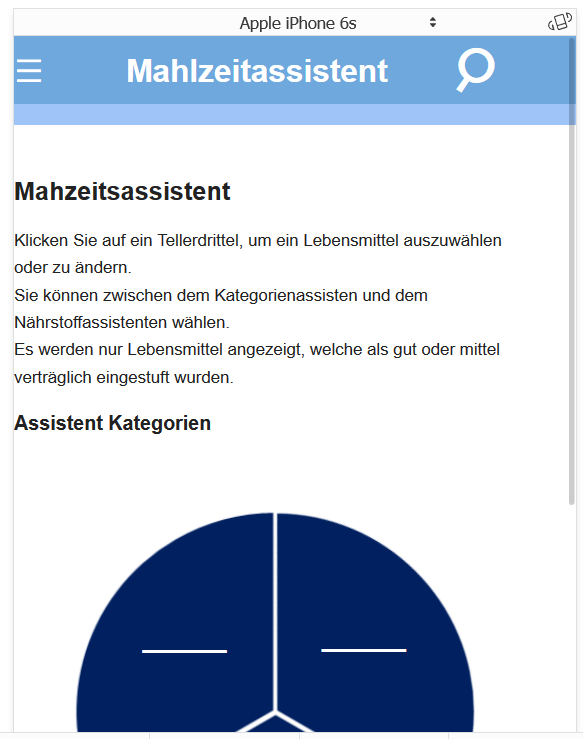 Apple iPhone 6s
Mahlzeitassistent
Mahzeitsassistent
Klicken Sie auf ein Tellerdrittel, um ein Lebensmittel auszuwählen
oder zu ändern.
Sie können zwischen dem Kategorienassisten und dem
Nährstoffassistenten wählen.
Es werden nur Lebensmittel angezeigt, welche als gut oder mittel
verträglich eingestuft wurden.
Assistent Kategorien